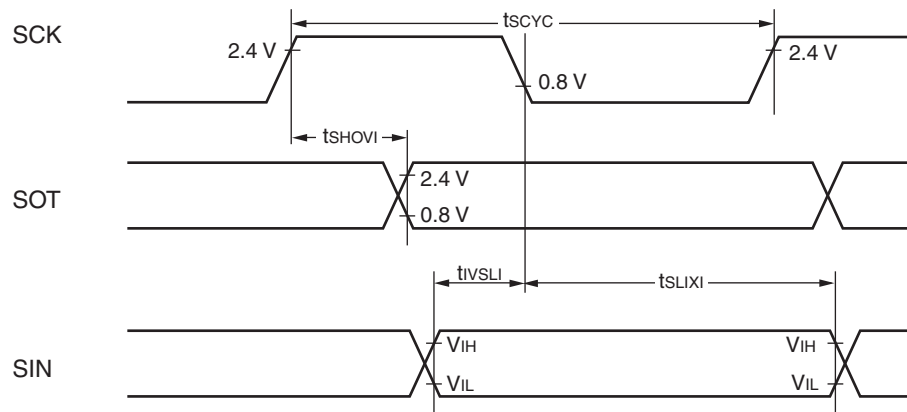 tSCYC
SCK
2.4 V
0.8 V
2.4 V
tSHOVI
SOT
2.4 V
0.8 V
tIVSLI
tSLIXI
SIN
VIH
VIH
VIL
VIL